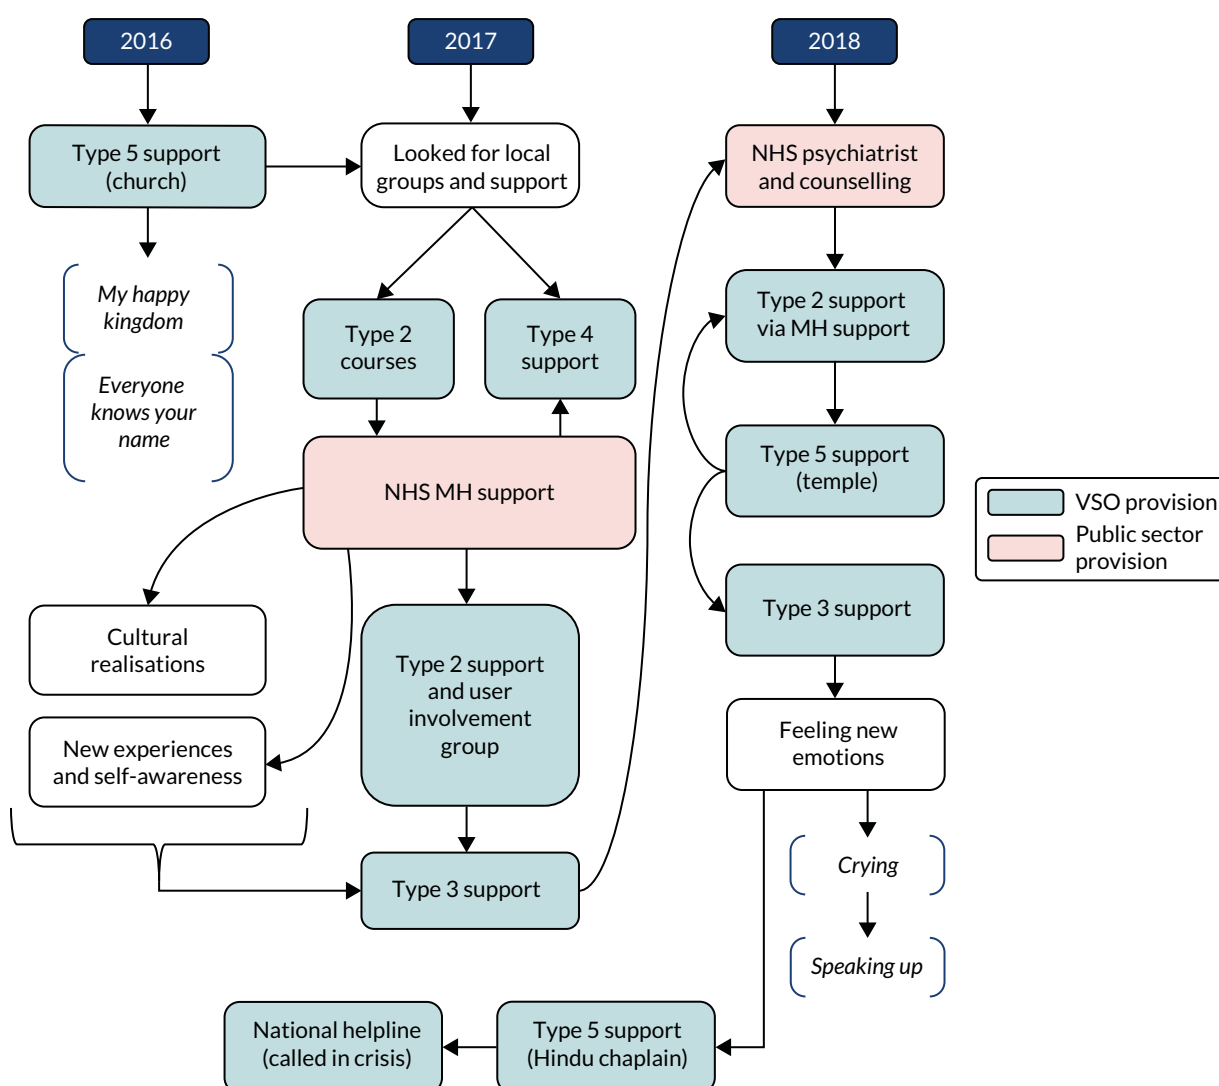 2016
2017
2018
Type 5 support
(church)
Looked for local
groups and support
NHS psychiatrist
and counselling
My happy
kingdom
Everyone
knows your
name
Type 2
courses
Type 4
support
Type 2 support
via MH support
NHS MH support
Type 5 support
(temple)
VSO provision
Public sector
provision
Cultural
realisations
Type 2 support
and user
involvement
group
Type 3 support
New experiences
and self-awareness
Feeling new
emotions
Type 3 support
Crying
Speaking up
National helpline
(called in crisis)
Type 5 support
(Hindu chaplain)